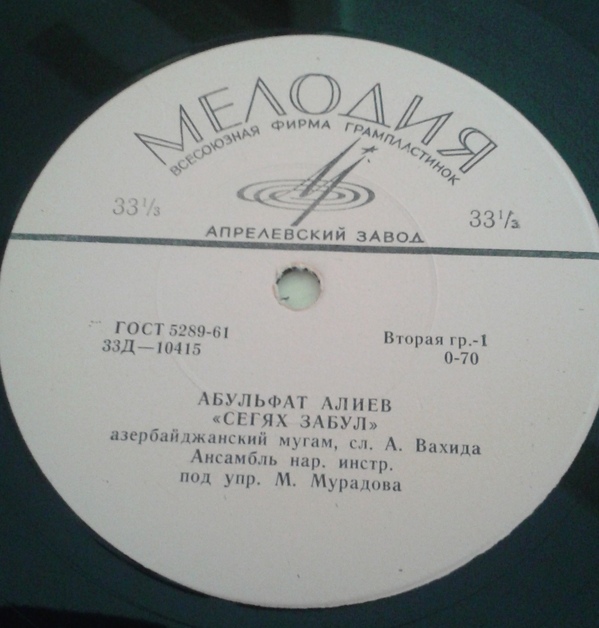 МЕЛОДИЯ
ВСЕСОЮЗНАЯ ФИРМА ГРАМПЛАСТИНОК
33⅓ 33⅓
АПРЕЛЕВСКИЙ ЗАВОД
ГОСТ 5289-61 Вторая гр.-1
33Д—10415 0-70
АБУЛЬФАТ АЛИЕВ
«СЕГЯХ ЗАБУЛ»
азербайджанский мугам, сл. А. Вахида
Ансамбль нар. инстр.
под упр. М. Мурадова